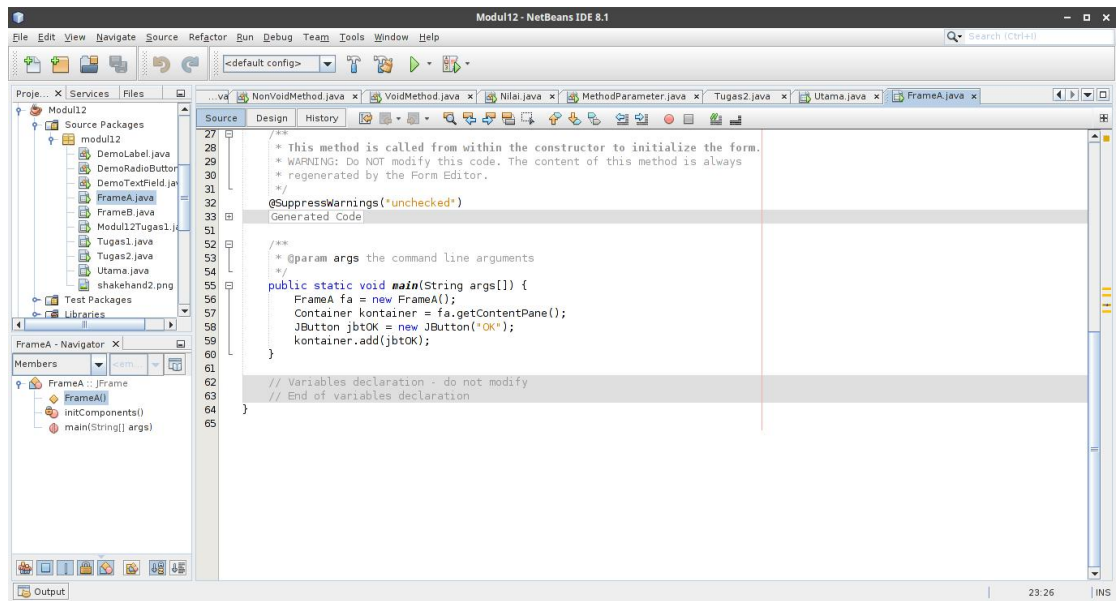 Modul12 - NetBeans IDE 8.1
File Edit View Navigate Source Refactor Run Debug Team Tools Window Help
Search (Ctrl+I)
<default config>
Proje... X Services Files
...va NonVoidMethod.java x VoidMethod.java x Nilai.java x MethodParameter.java x Tugas2.java x Utama.java x FrameA.java x
Modul12
Source Packages
modul12
DemoLabel.java
DemoRadioButton
DemoTextField.jav
FrameA.java
FrameB.java
Modul12Tugas1.ja
Tugas1.java
Tugas2.java
Utama.java
shakehand2.png
Test Packages
Libraries
FrameA - Navigator X
Members <em...
FrameA :: JFrame
FrameA()
initComponents()
main(String[] args)
Source Design History
27 /**
28 * This method is called from within the constructor to initialize the form.
29 * WARNING: Do NOT modify this code. The content of this method is always
30 * regenerated by the Form Editor.
31 */
32 @SuppressWarnings("unchecked")
33 Generated Code
51
52 /**
53 * @param args the command line arguments
54 */
55 public static void main(String args[]) {
56 FrameA fa = new FrameA();
57 Container kontainer = fa.getContentPane();
58 JButton jbtOK = new JButton("OK");
59 kontainer.add(jbtOK);
60 }
61
62 // Variables declaration - do not modify
63 // End of variables declaration
64 }
65
Output
23:26 INS